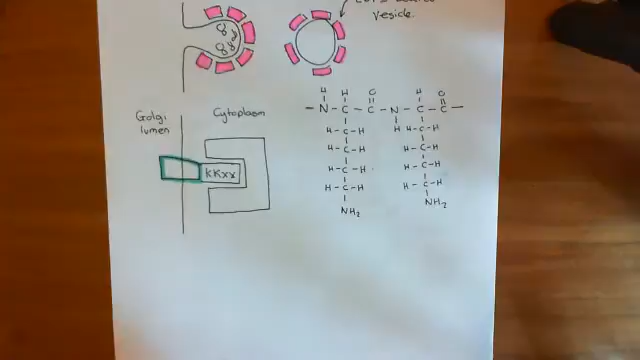 vesicle.
Golgi
lumen
Cytoplasm
KKxx
H H O H O
– N – C – C – N – C – C –
H–C–H H H–C–H
H–C–H H–C–H
H–C–H H–C–H
H–C–H H–C–H
NH₂ NH₂